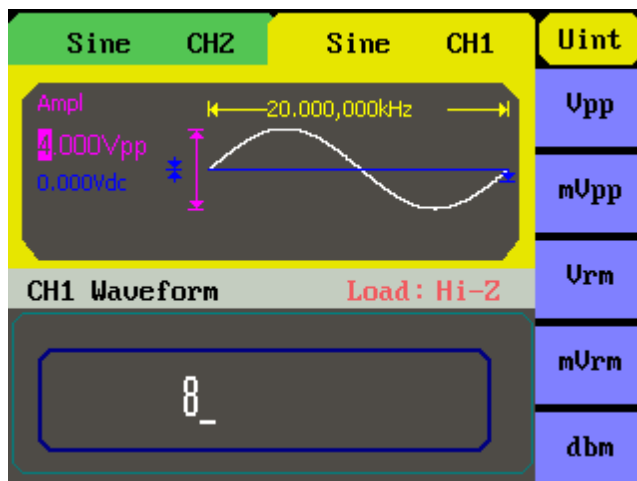 Sine CH2 Sine CH1 Uint
Ampl
20.000,000kHz
4.000Vpp
0.000Vdc
CH1 Waveform Load: Hi-Z
8_
Vpp
mVpp
Vrm
mVrm
dbm